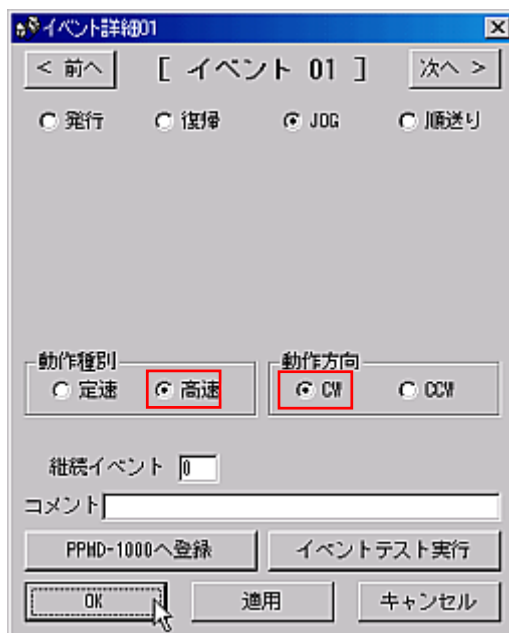 イベント詳細01
< 前へ [ イベント 01 ] 次へ >
発行 復帰 JOG 順送り
動作種別 動作方向
定速 高速 CW CCW
継続イベント 0
コメント
PPMD-1000へ登録 イベントテスト実行
OK 適用 キャンセル